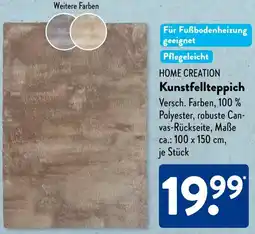 Weitere Farben
Für Fußbodenheizung
geeignet
Pflegeleicht
HOME CREATION
Kunstfellteppich
Versch. Farben, 100 %
Polyester, robuste Can-
vas-Rückseite, Maße
ca.: 100 x 150 cm,
je Stück
19.99*